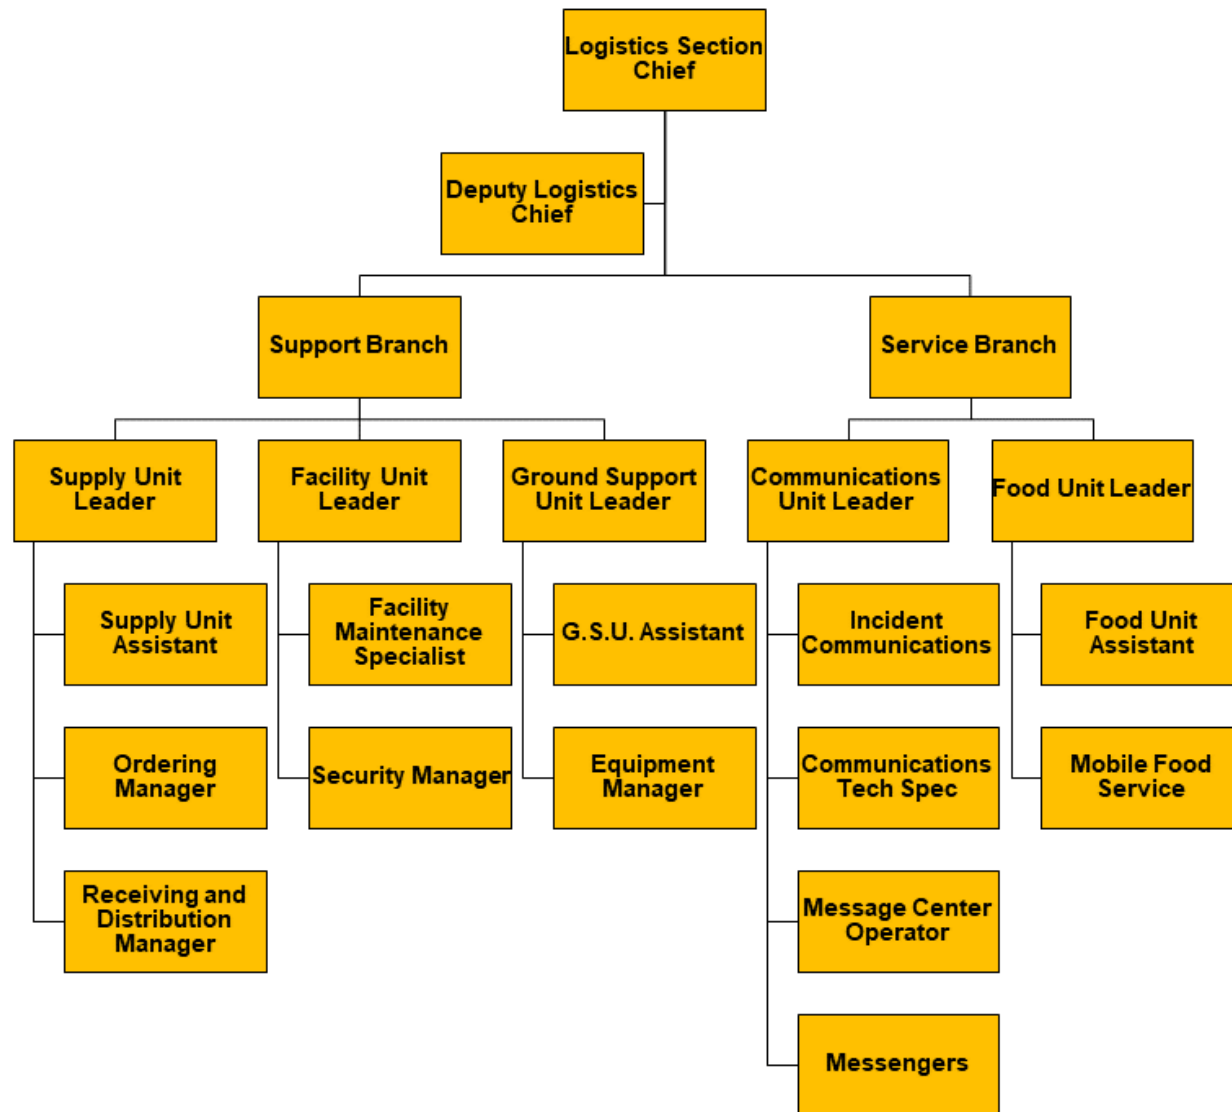 Logistics Section
Chief
Deputy Logistics
Chief
Support Branch
Service Branch
Supply Unit
Leader
Facility Unit
Leader
Ground Support
Unit Leader
Communications
Unit Leader
Food Unit Leader
Supply Unit
Assistant
Facility
Maintenance
Specialist
G.S.U. Assistant
Incident
Communications
Food Unit
Assistant
Ordering
Manager
Security Manager
Equipment
Manager
Communications
Tech Spec
Mobile Food
Service
Receiving and
Distribution
Manager
Message Center
Operator
Messengers